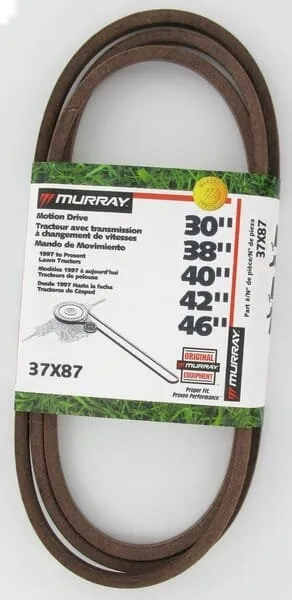 MURRAY
Motion Drive
Tracteur avec transmission
à changement de vitesses
Mando de Movimiento
1997 to Present
Lawn Tractors
Modèles 1997 à aujourd'hui
Tracteurs de pelouse
Desde 1997 Hasta la fecha
Tractores de Césped
37X87
30"
38"
40"
42"
46"
ORIGINAL
MURRAY
EQUIPMENT
Proper Fit.
Proven Performance.
Part #/N° de pièce/N° de pieza
37X87